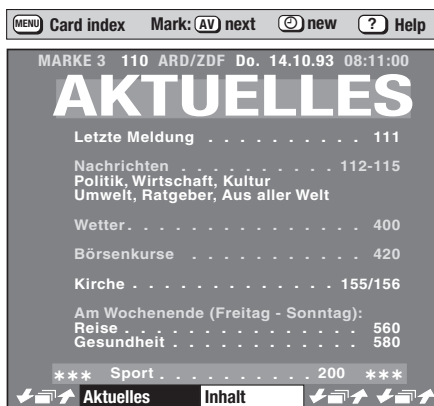 MENU Card index Mark: AV next new ? Help
MARKE 3 110 ARD/ZDF Do. 14.10.93 08:11:00
AKTUELLES
Letzte Meldung . . . . . . . . . . 111
Nachrichten . . . . . . . . . . 112-115
Politik, Wirtschaft, Kultur
Umwelt, Ratgeber, Aus aller Welt
Wetter. . . . . . . . . . . . . . . . 400
Börsenkurse . . . . . . . . . . . . 420
Kirche . . . . . . . . . . . . . 155/156
Am Wochenende (Freitag - Sonntag):
Reise . . . . . . . . . . . . . . . . 560
Gesundheit . . . . . . . . . . . . . 580
*** Sport . . . . . . . . . . 200 ***
Aktuelles Inhalt